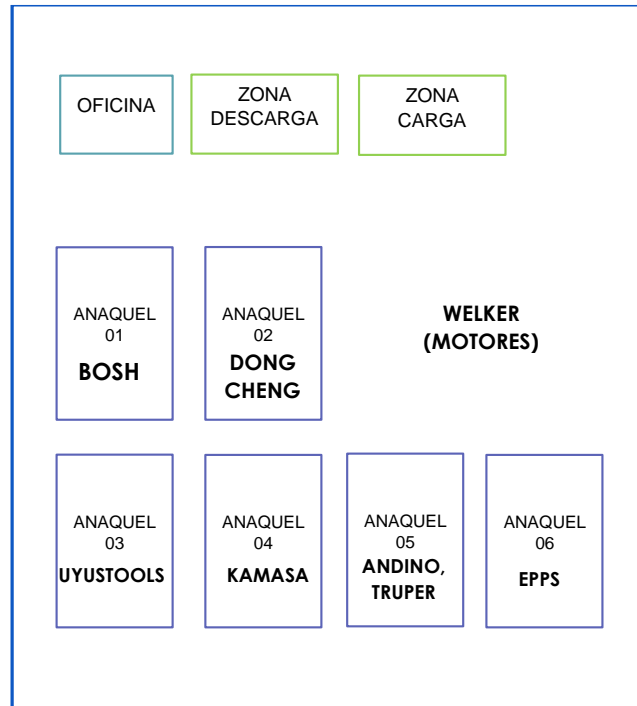 OFICINA
ZONA
DESCARGA
ZONA
CARGA
ANAQUEL
01
BOSH
ANAQUEL
02
DONG
CHENG
WELKER
(MOTORES)
ANAQUEL
03
UYUSTOOLS
ANAQUEL
04
KAMASA
ANAQUEL
05
ANDINO,
TRUPER
ANAQUEL
06
EPPS